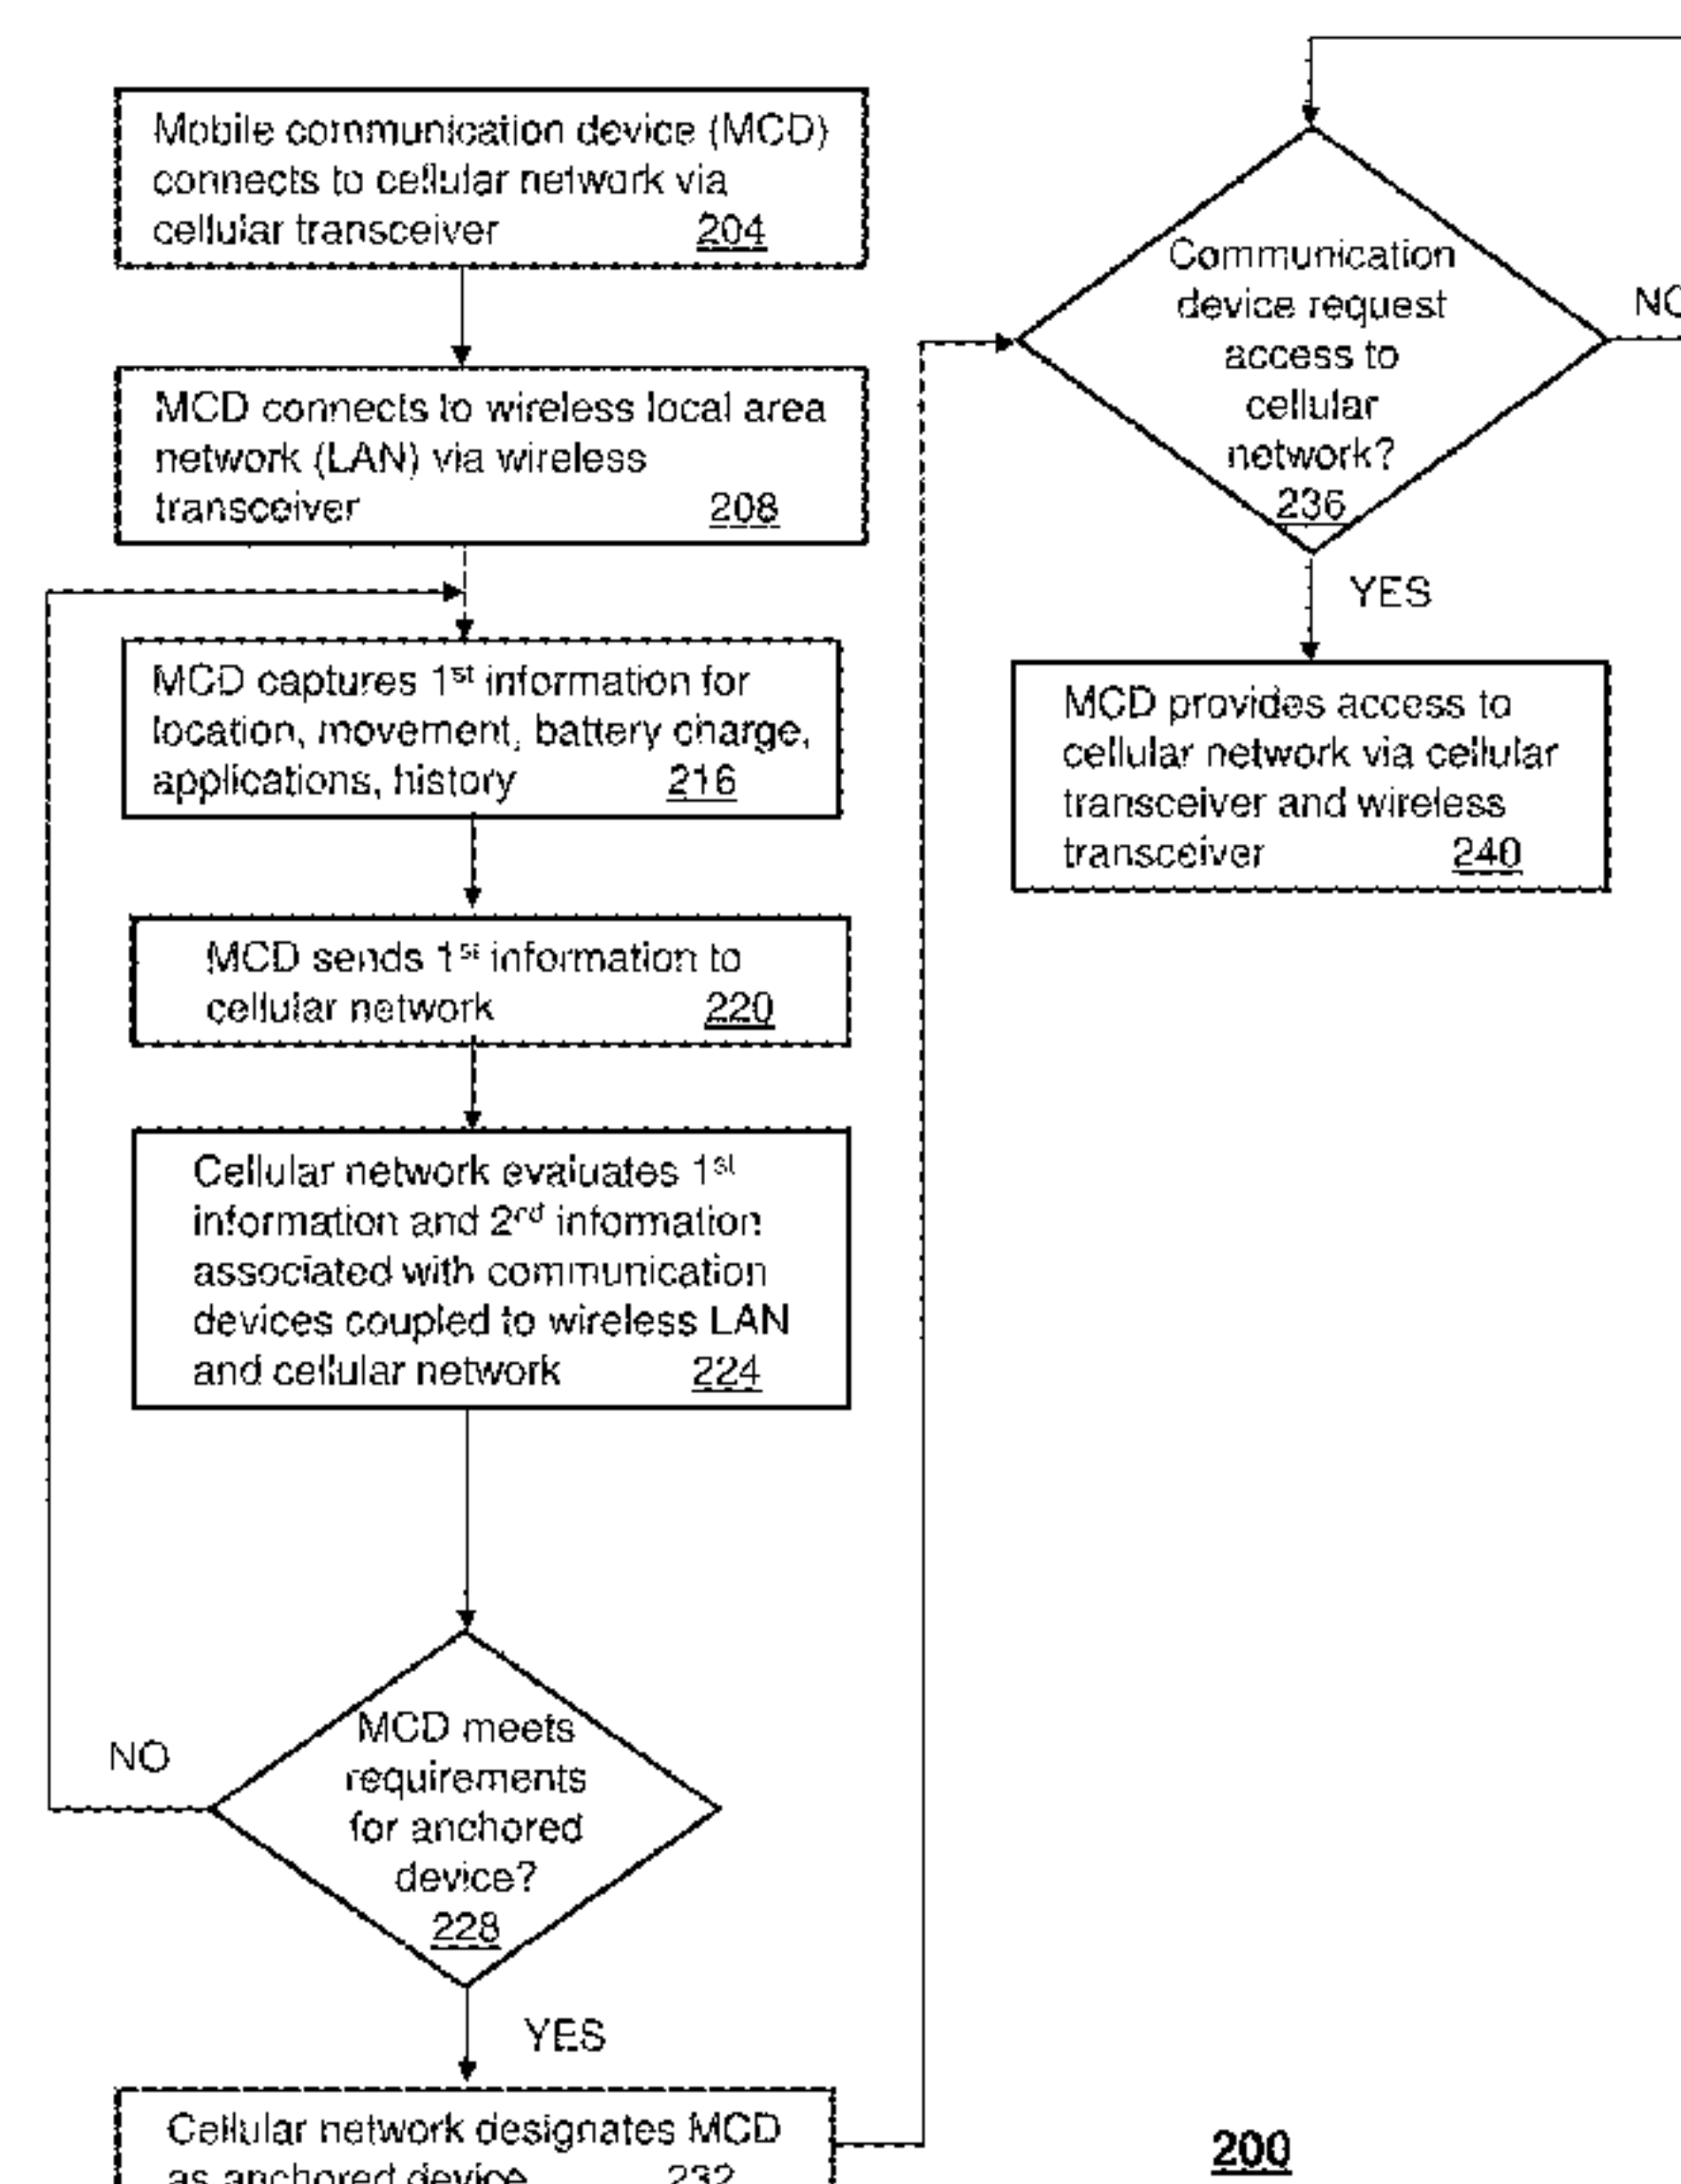 Mobile communication device (MCD)
connects to cellular network via
cellular transceiver 204
MCD connects to wireless local area
network (LAN) via wireless
transceiver 208
MCD captures 1st information for
location, movement, battery charge,
applications, history 216
MCD sends 1st information to
cellular network 220
Cellular network evaluates 1st
information and 2nd information
associated with communication
devices coupled to wireless LAN
and cellular network 224
MCD meets
requirements
for anchored
device?
228
NO
YES
Cellular network designates MCD
as anchored device 232
Communication
device request
access to
cellular
network?
236
NO
YES
MCD provides access to
cellular network via cellular
transceiver and wireless
transceiver 240
200